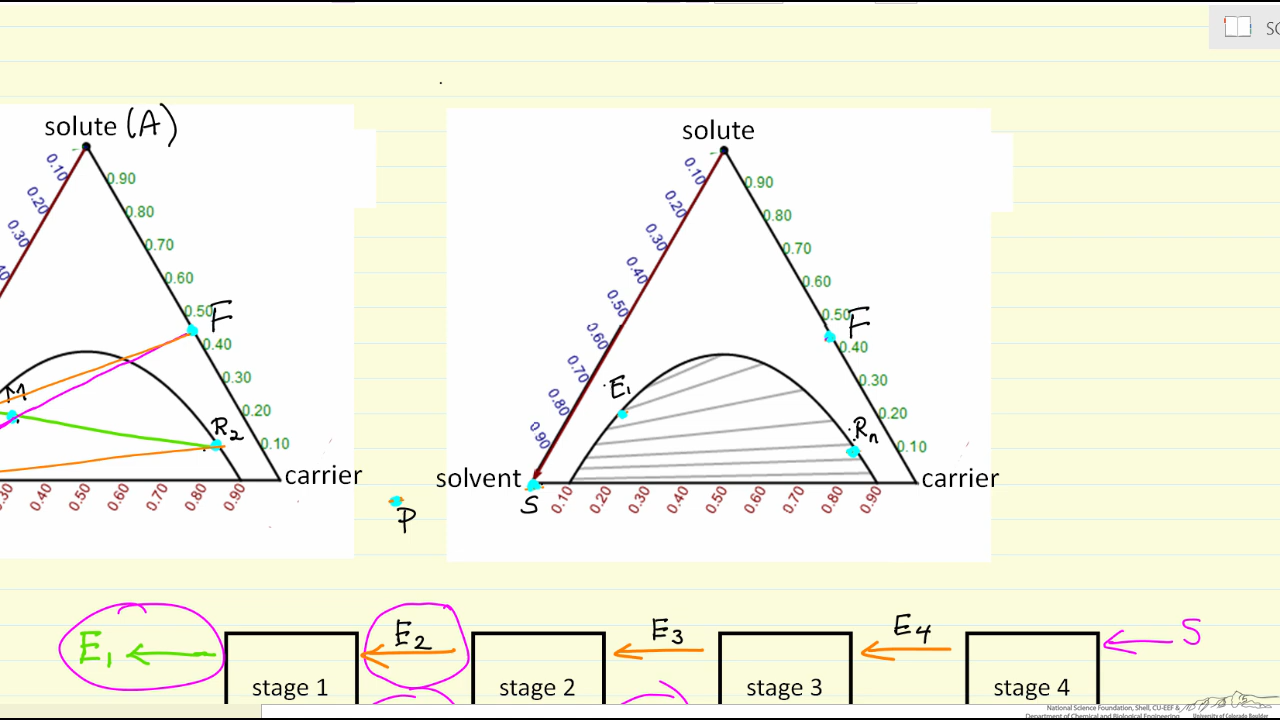 SC
solute (A)
0.10
0.20
0.30
0.90
0.80
0.70
0.60
0.50
0.40
0.30
0.20
0.10
F
M
R2
carrier
0.30 0.40 0.50 0.60 0.70 0.80 0.90
P
solute
0.10
0.20
0.30
0.40
0.50
0.60
0.70
0.80
0.90
0.90
0.80
0.70
0.60
0.50
0.40
0.30
0.20
0.10
F
E1
Rn
solvent
carrier
S
0.10 0.20 0.30 0.40 0.50 0.60 0.70 0.80 0.90
E1 E2 E3 E4 S
stage 1 stage 2 stage 3 stage 4
National Science Foundation, Shell, CU-EEF &
Department of Chemical and Biological Engineering University of Colorado Boulder